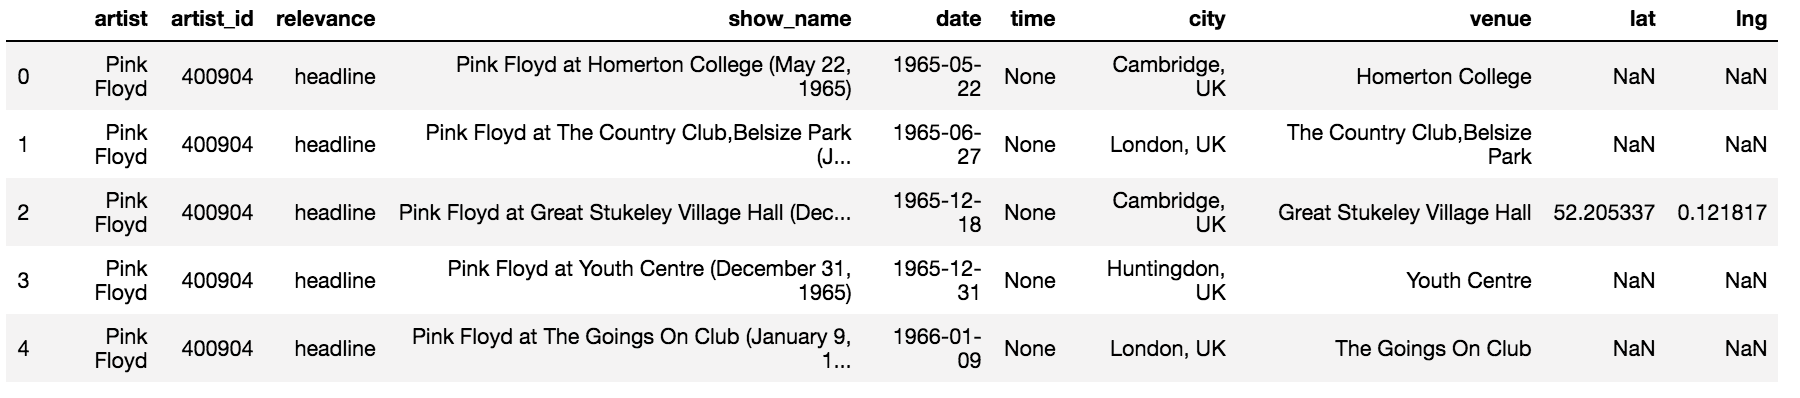 artist artist_id relevance show_name date time city venue lat lng
0 Pink Floyd 400904 headline Pink Floyd at Homerton College (May 22, 1965) 1965-05-22 None Cambridge, UK Homerton College NaN NaN
1 Pink Floyd 400904 headline Pink Floyd at The Country Club,Belsize Park (J... 1965-06-27 None London, UK The Country Club,Belsize Park NaN NaN
2 Pink Floyd 400904 headline Pink Floyd at Great Stukeley Village Hall (Dec... 1965-12-18 None Cambridge, UK Great Stukeley Village Hall 52.205337 0.121817
3 Pink Floyd 400904 headline Pink Floyd at Youth Centre (December 31, 1965) 1965-12-31 None Huntingdon, UK Youth Centre NaN NaN
4 Pink Floyd 400904 headline Pink Floyd at The Goings On Club (January 9, 1... 1966-01-09 None London, UK The Goings On Club NaN NaN